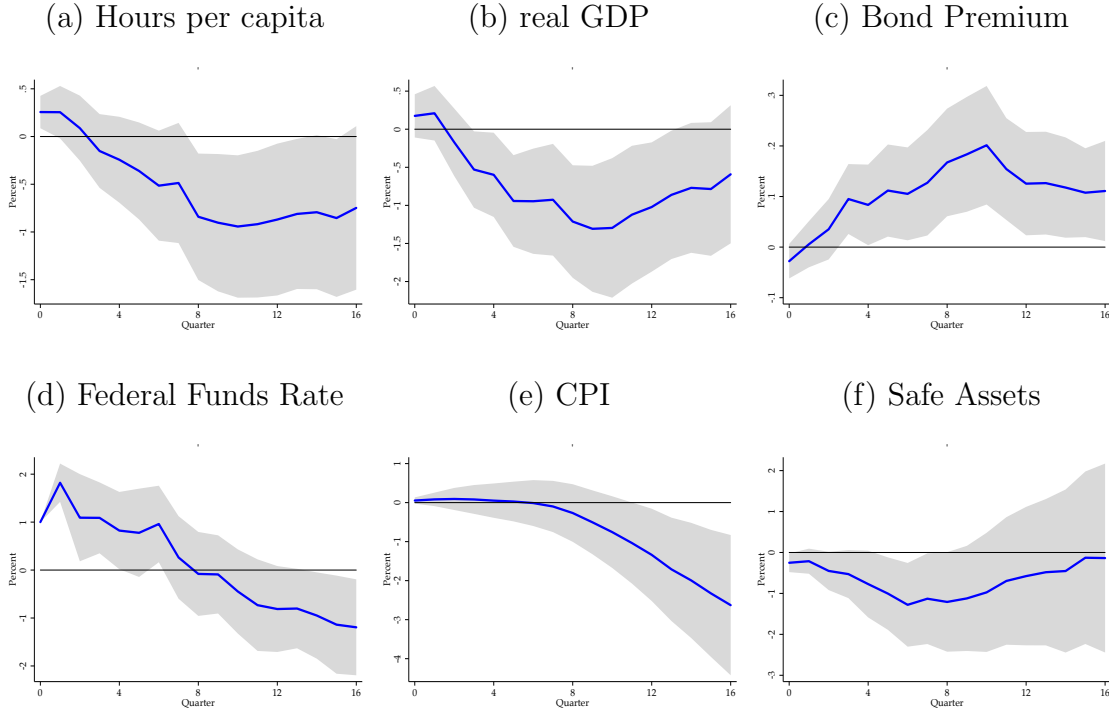 (a) Hours per capita
(b) real GDP
(c) Bond Premium
Percent
.5
0
-.5
-1
-1.5
0 4 8 12 16
Quarter
Percent
.5
0
-.5
-1
-1.5
-2
0 4 8 12 16
Quarter
Percent
.3
.2
.1
0
-.1
0 4 8 12 16
Quarter
(d) Federal Funds Rate
(e) CPI
(f) Safe Assets
Percent
2
1
0
-1
-2
0 4 8 12 16
Quarter
Percent
1
0
-1
-2
-3
-4
0 4 8 12 16
Quarter
Percent
2
1
0
-1
-2
-3
0 4 8 12 16
Quarter